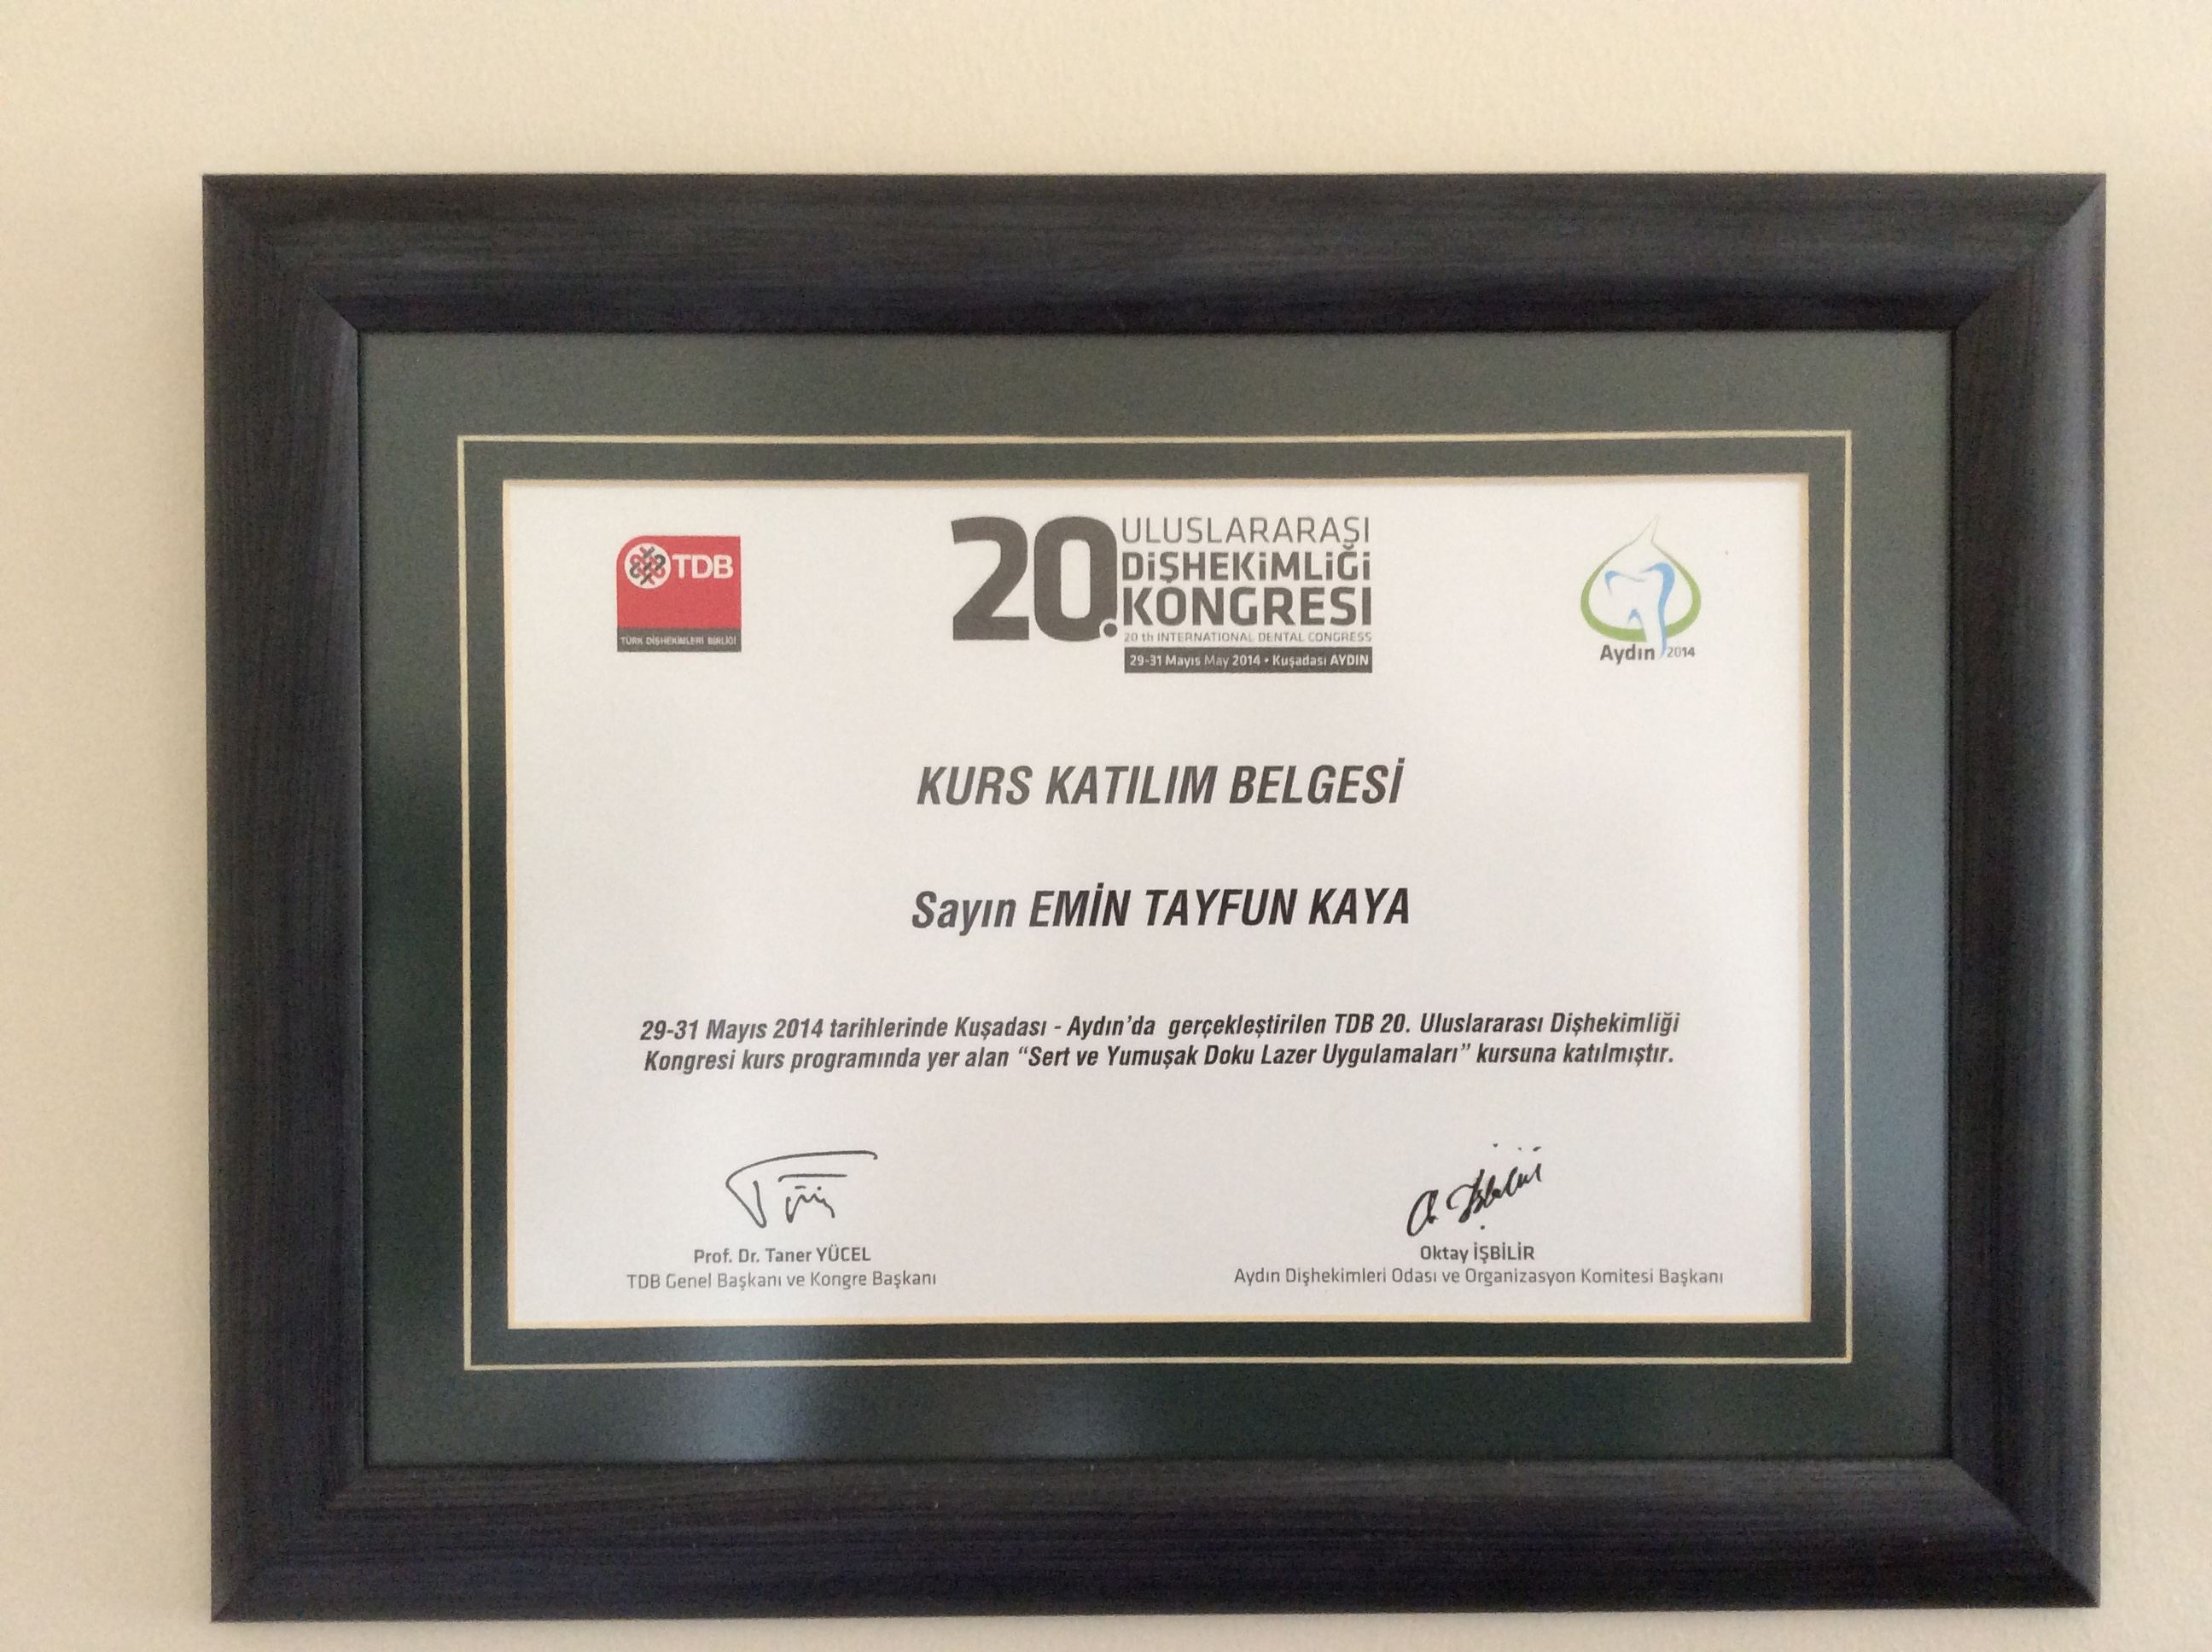 TDB
TÜRK DİŞHEKİMLERİ BİRLİĞİ
20. ULUSLARARASI
DİŞHEKİMLİĞİ
KONGRESI
20 th INTERNATIONAL DENTAL CONGRESS
29-31 Mayıs May 2014 • Kuşadası AYDIN
Aydın 2014
KURS KATILIM BELGESİ
Sayın EMİN TAYFUN KAYA
29-31 Mayıs 2014 tarihlerinde Kuşadası - Aydın'da gerçekleştirilen TDB 20. Uluslararası Dişhekimliği
Kongresi kurs programında yer alan “Sert ve Yumuşak Doku Lazer Uygulamaları” kursuna katılmıştır.
Prof. Dr. Taner YÜCEL
TDB Genel Başkanı ve Kongre Başkanı
Oktay İŞBİLİR
Aydın Dişhekimleri Odası ve Organizasyon Komitesi Başkanı